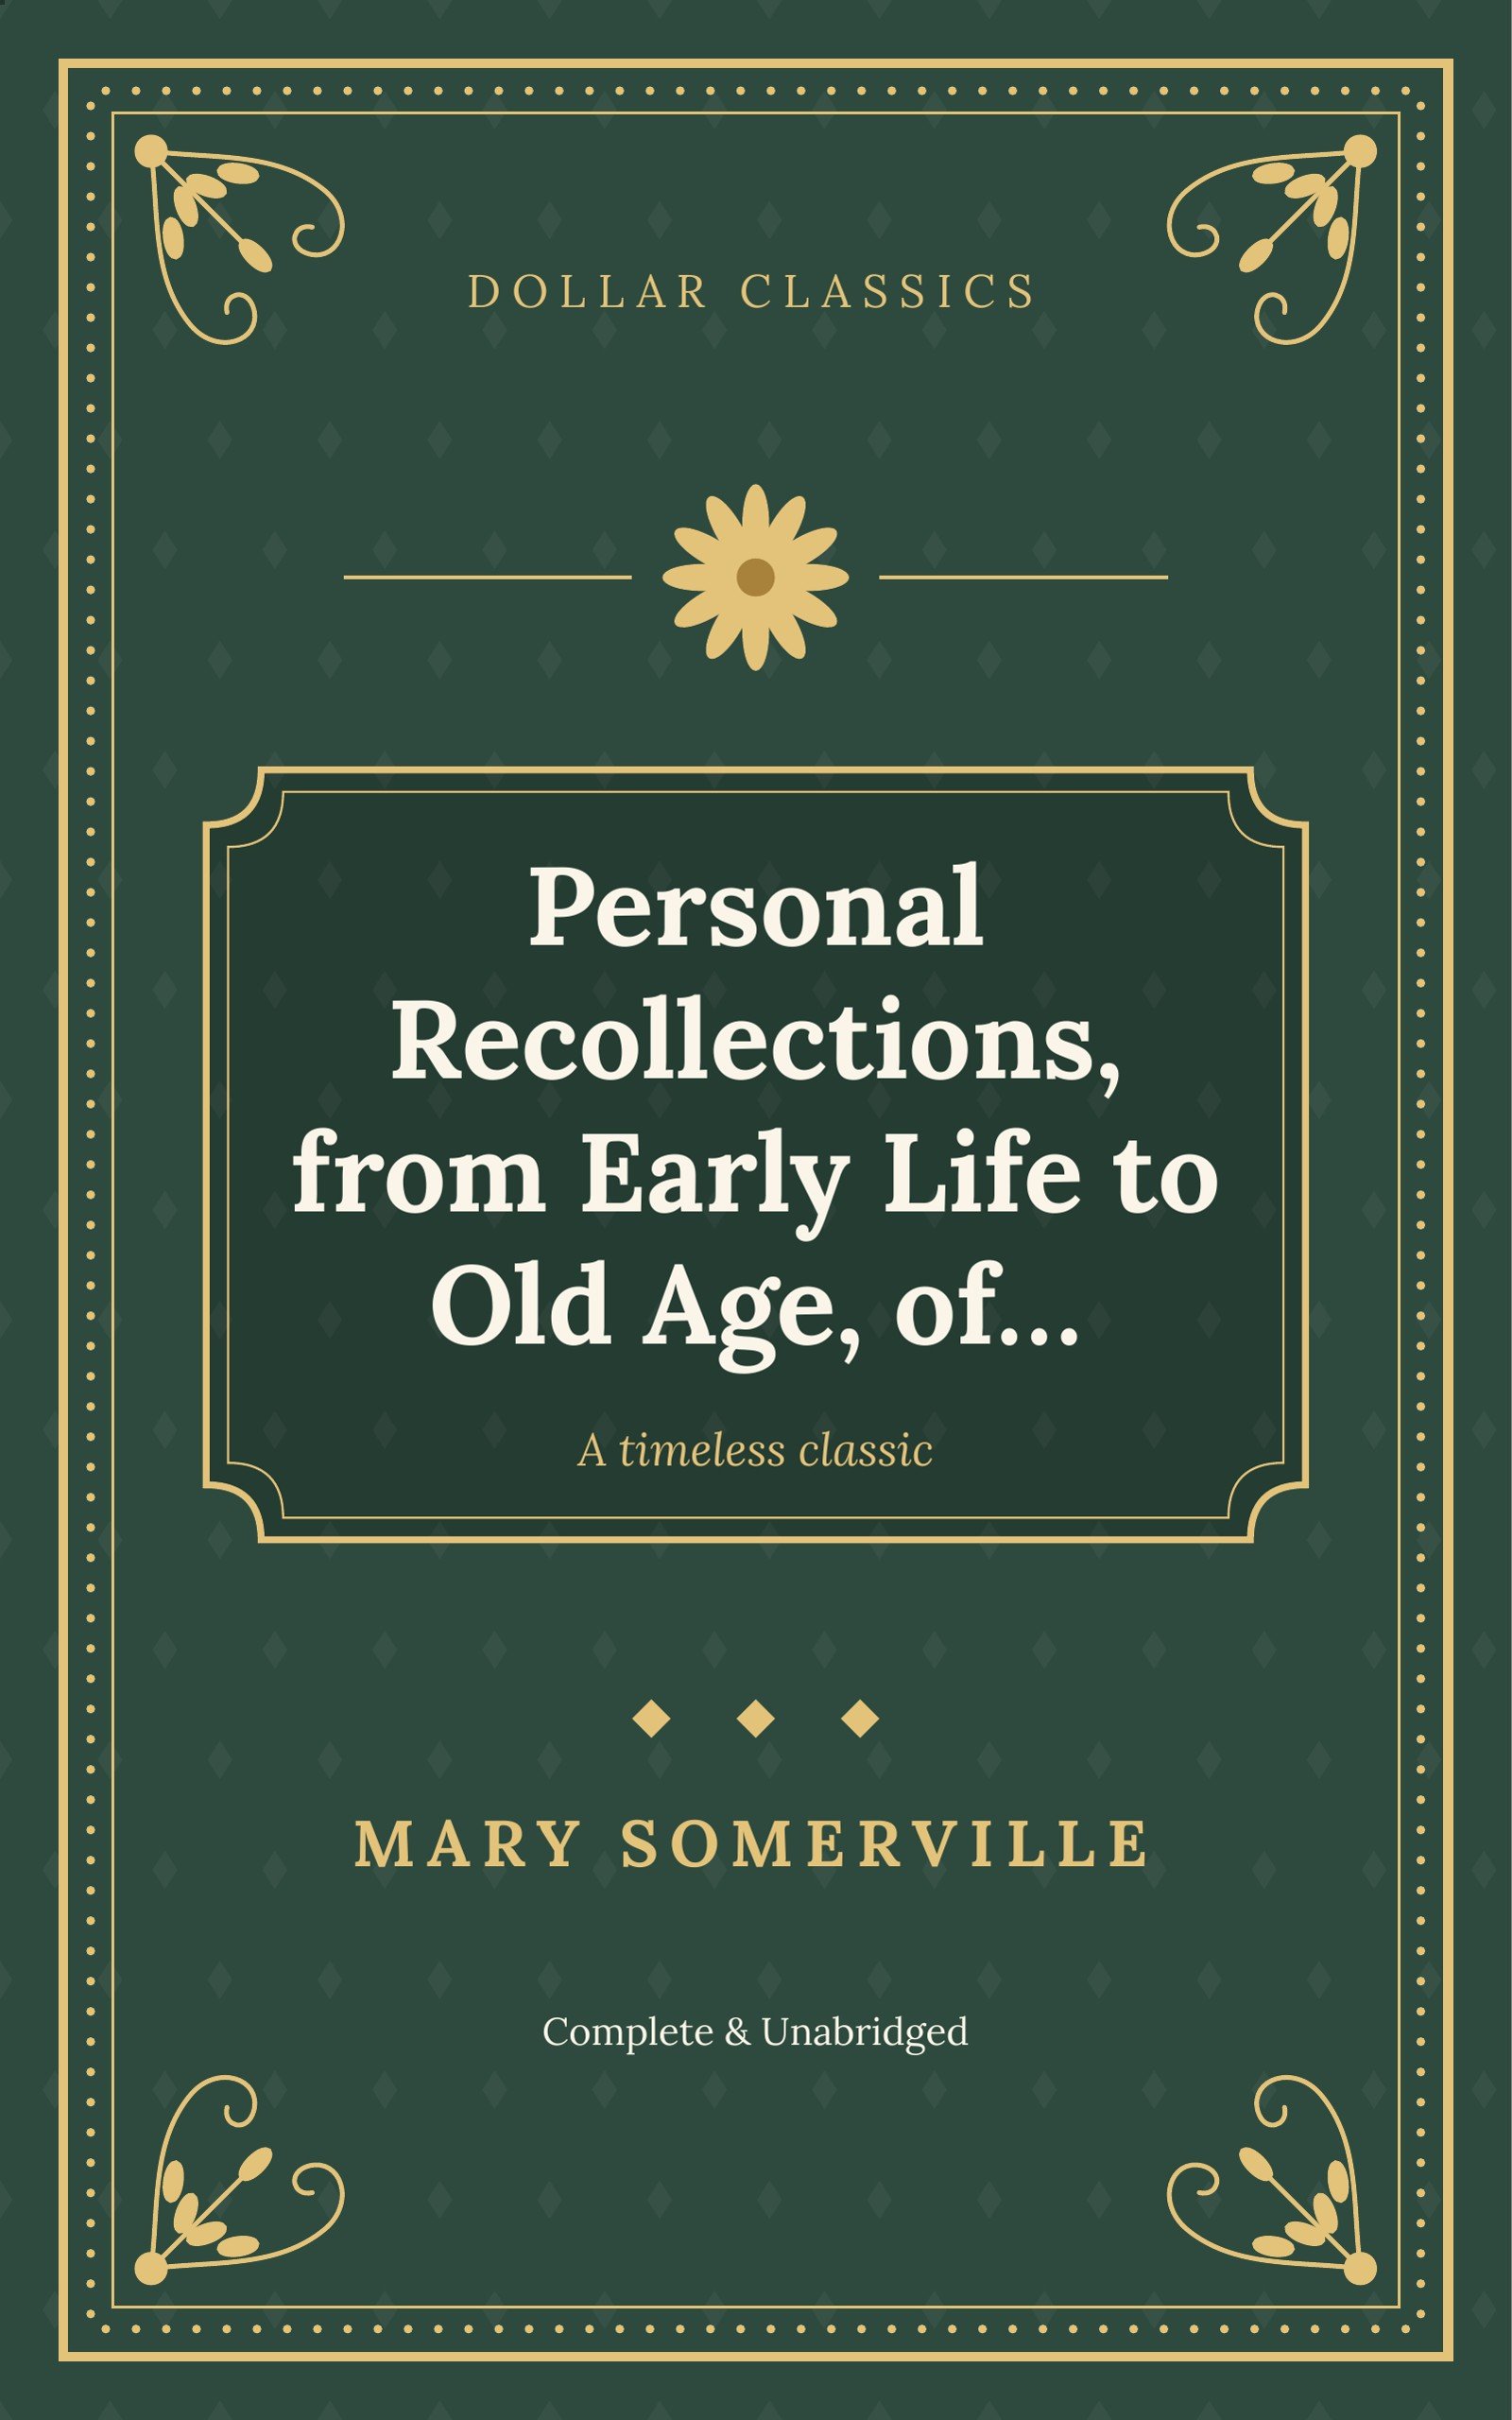 DOLLAR CLASSICS
Personal
Recollections,
from Early Life to
Old Age, of...
A timeless classic
MARY SOMERVILLE
Complete & Unabridged